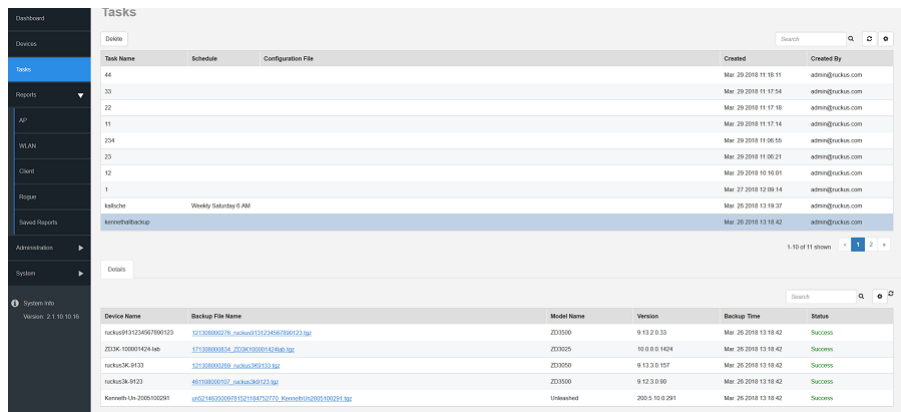 Dashboard
Devices
Tasks
Reports
AP
WLAN
Client
Rogue
Saved Reports
Administration
System
System Info
Version: 2.1.10.10.16
Tasks
Delete
Search
Task Name Schedule Configuration File Created Created By
44 Mar. 29 2018 11:18:11 admin@ruckus.com
33 Mar. 29 2018 11:17:54 admin@ruckus.com
22 Mar. 29 2018 11:17:18 admin@ruckus.com
11 Mar. 29 2018 11:17:14 admin@ruckus.com
234 Mar. 29 2018 11:06:55 admin@ruckus.com
23 Mar. 29 2018 11:06:21 admin@ruckus.com
12 Mar. 29 2018 10:16:01 admin@ruckus.com
1 Mar. 27 2018 12:09:14 admin@ruckus.com
kallsche Weekly Saturday 6 AM Mar. 26 2018 13:19:37 admin@ruckus.com
kennethallbackup Mar. 26 2018 13:18:42 admin@ruckus.com
1-10 of 11 shown « 1 2 »
Details
Search
Device Name Backup File Name Model Name Version Backup Time Status
ruckus9131234567890123 ZD3500 9.13.2.0.33 Mar. 26 2018 13:18:42 Success
ZD3K-100001424-lab ZD3025 10.0.0.0.1424 Mar. 26 2018 13:18:42 Success
ruckus3K-9133 ZD3050 9.13.3.0.157 Mar. 26 2018 13:18:42 Success
ruckus3k-9123 ZD3500 9.12.3.0.90 Mar. 26 2018 13:18:42 Success
Kenneth-Un-2005100291 Unleashed 200.5.10.0.291 Mar. 26 2018 13:18:42 Success